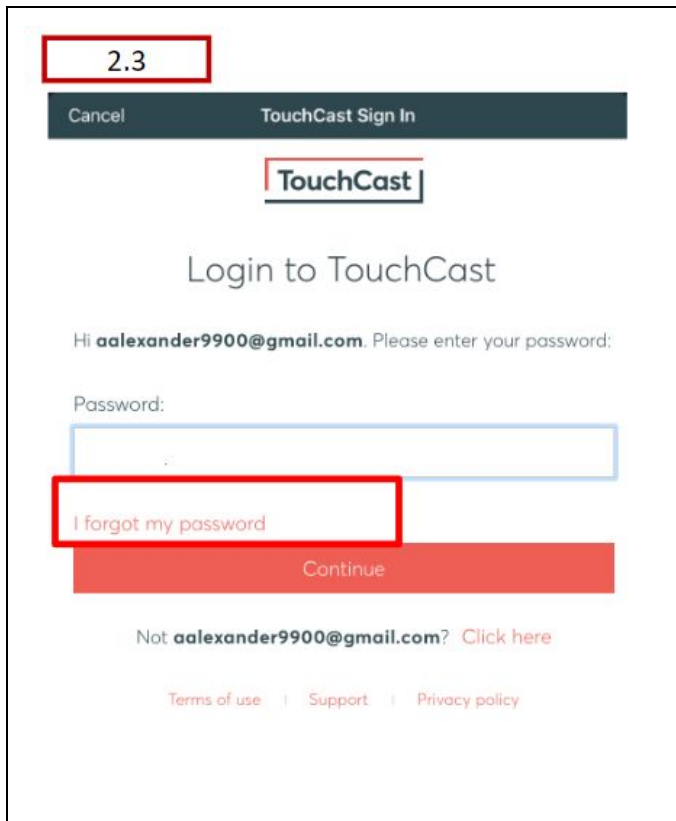 2.3
Cancel TouchCast Sign In
TouchCast
Login to TouchCast
Hi aalexander9900@gmail.com. Please enter your password:
Password:
I forgot my password
Continue
Not aalexander9900@gmail.com? Click here
Terms of use | Support | Privacy policy